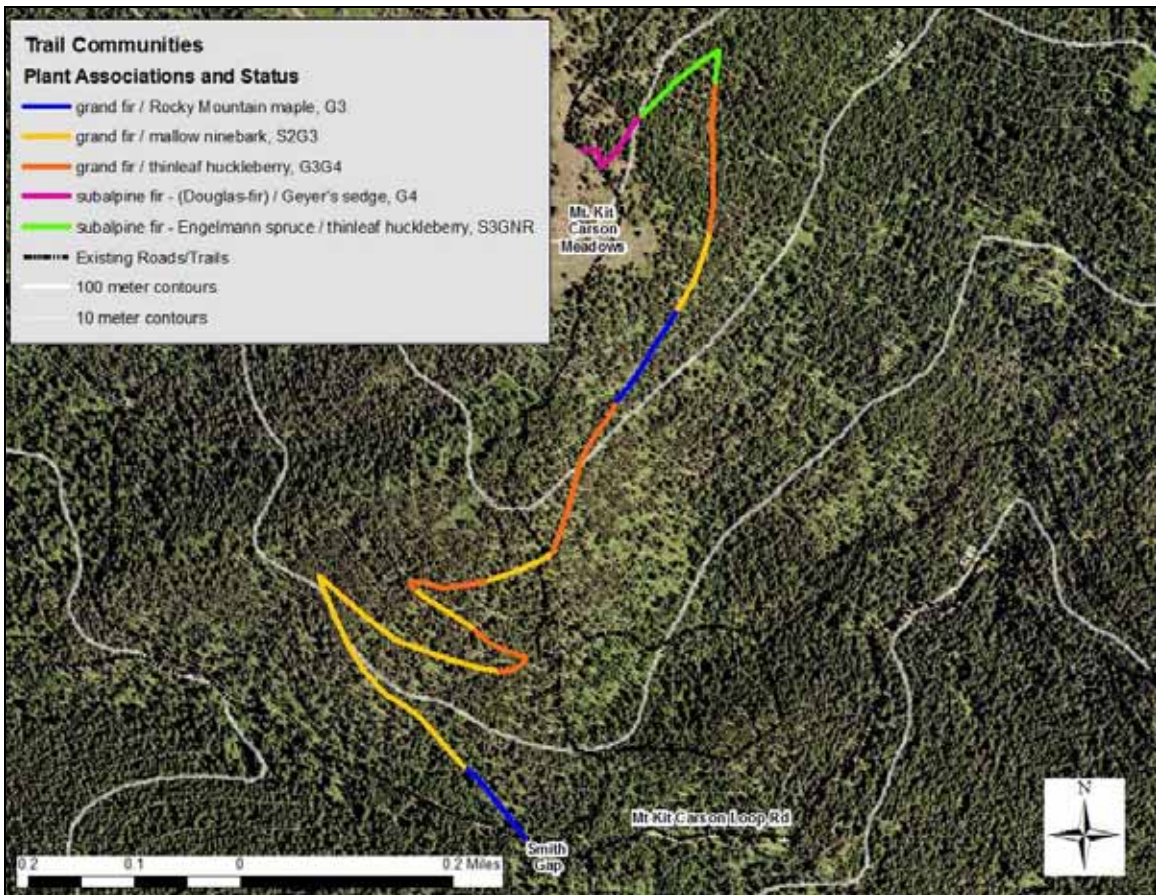 Trail Communities
Plant Associations and Status
grand fir / Rocky Mountain maple, G3
grand fir / mallow ninebark, S2G3
grand fir / thinleaf huckleberry, G3G4
subalpine fir - (Douglas-fir) / Geyer's sedge, G4
subalpine fir - Engelmann spruce / thinleaf huckleberry, S3GNR
Existing Roads/Trails
100 meter contours
10 meter contours
Mt. Kit
Carson
Meadows
Mt Kit Carson Loop Rd
Smith
Gap
N
0.2 0.1 0 0.2 Miles